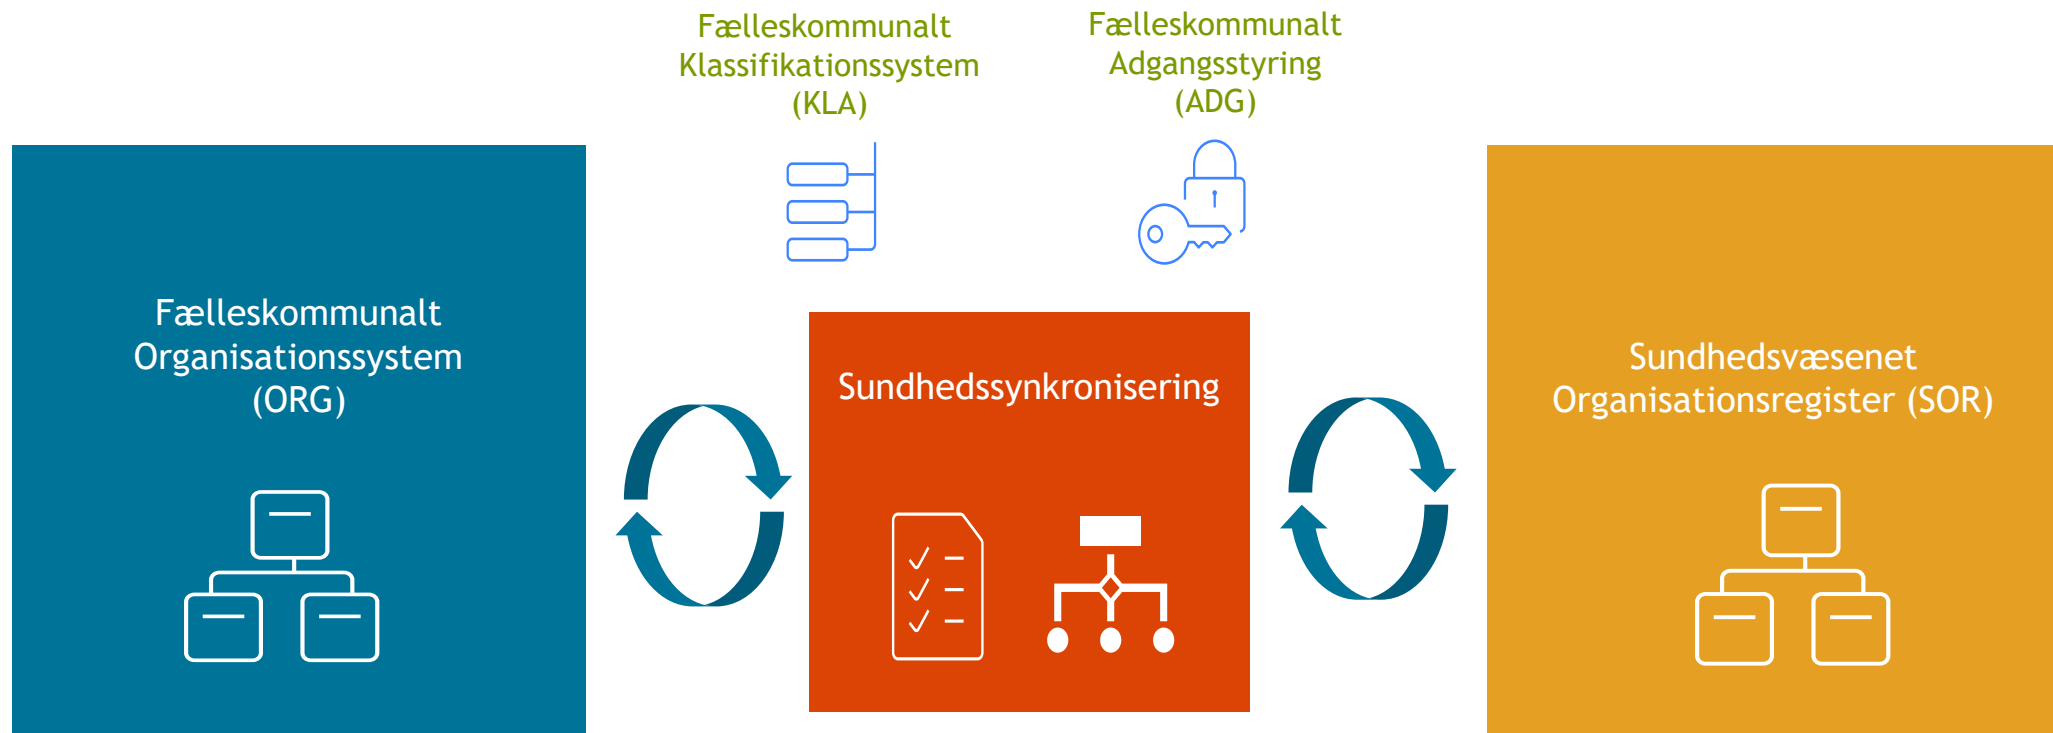 Fælleskommunalt
Klassifikationssystem
(KLA)
Fælleskommunalt
Adgangsstyring
(ADG)
Fælleskommunalt
Organisationssystem
(ORG)
Sundhedssynkronisering
Sundhedsvæsenet
Organisationsregister (SOR)